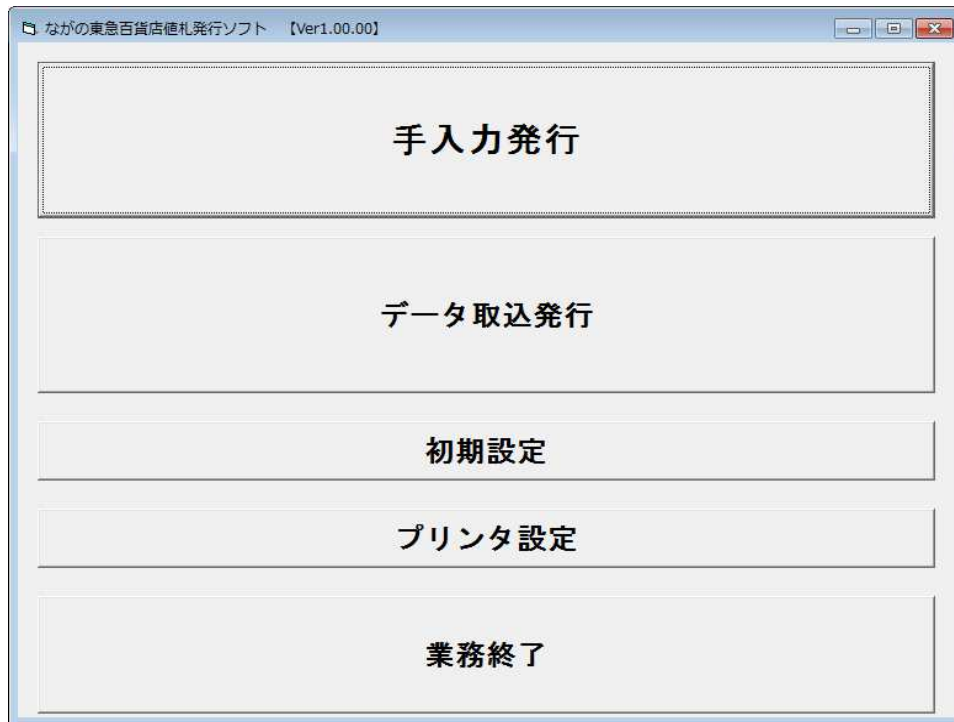 ながの東急百貨店値札発行ソフト 【Ver1.00.00】
手入力発行
データ取込発行
初期設定
プリンタ設定
業務終了